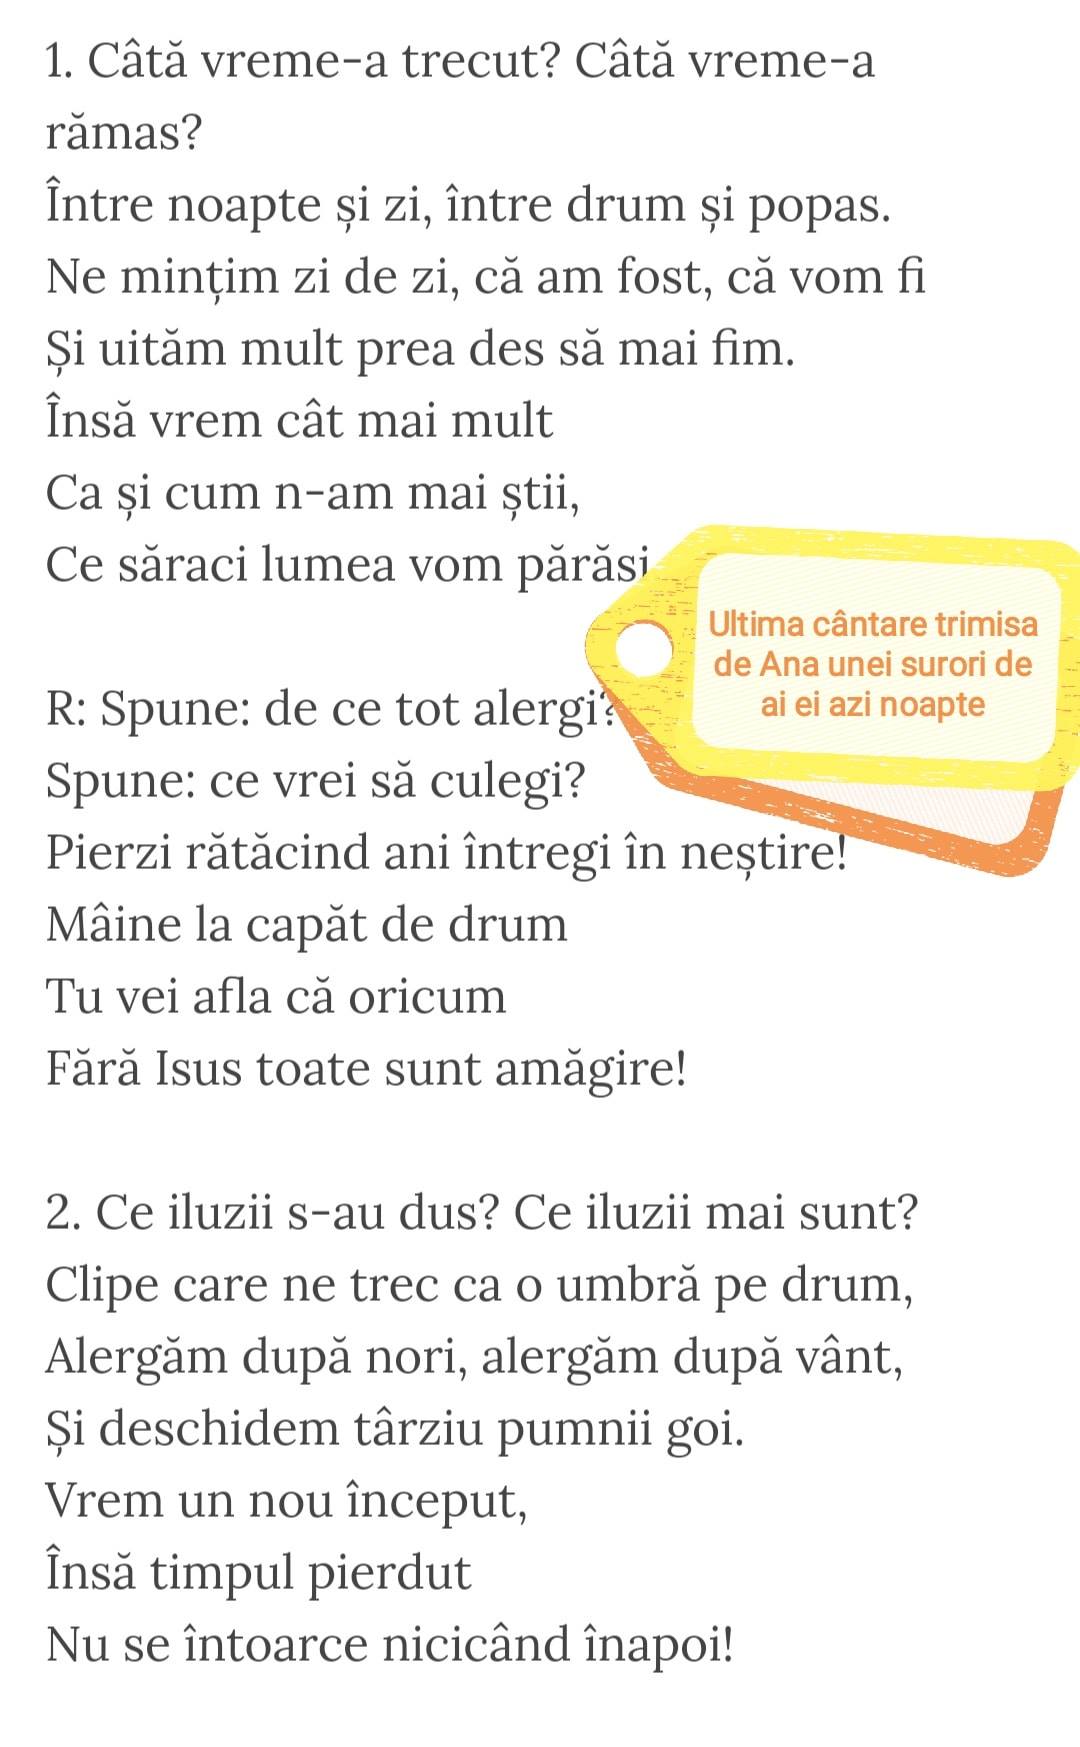 1. Câtă vreme-a trecut? Câtă vreme-a
rămas?
Între noapte și zi, între drum și popas.
Ne mințim zi de zi, că am fost, că vom fi
Și uităm mult prea des să mai fim.
Însă vrem cât mai mult
Ca și cum n-am mai știi,
Ce săraci lumea vom părăsi
Ultima cântare trimisa
de Ana unei surori de
ai ei azi noapte
R: Spune: de ce tot alergi?
Spune: ce vrei să culegi?
Pierzi rătăcind ani întregi în neștire!
Mâine la capăt de drum
Tu vei afla că oricum
Fără Isus toate sunt amăgire!
2. Ce iluzii s-au dus? Ce iluzii mai sunt?
Clipe care ne trec ca o umbră pe drum,
Alergăm după nori, alergăm după vânt,
Și deschidem târziu pumnii goi.
Vrem un nou început,
Însă timpul pierdut
Nu se întoarce nicicând înapoi!